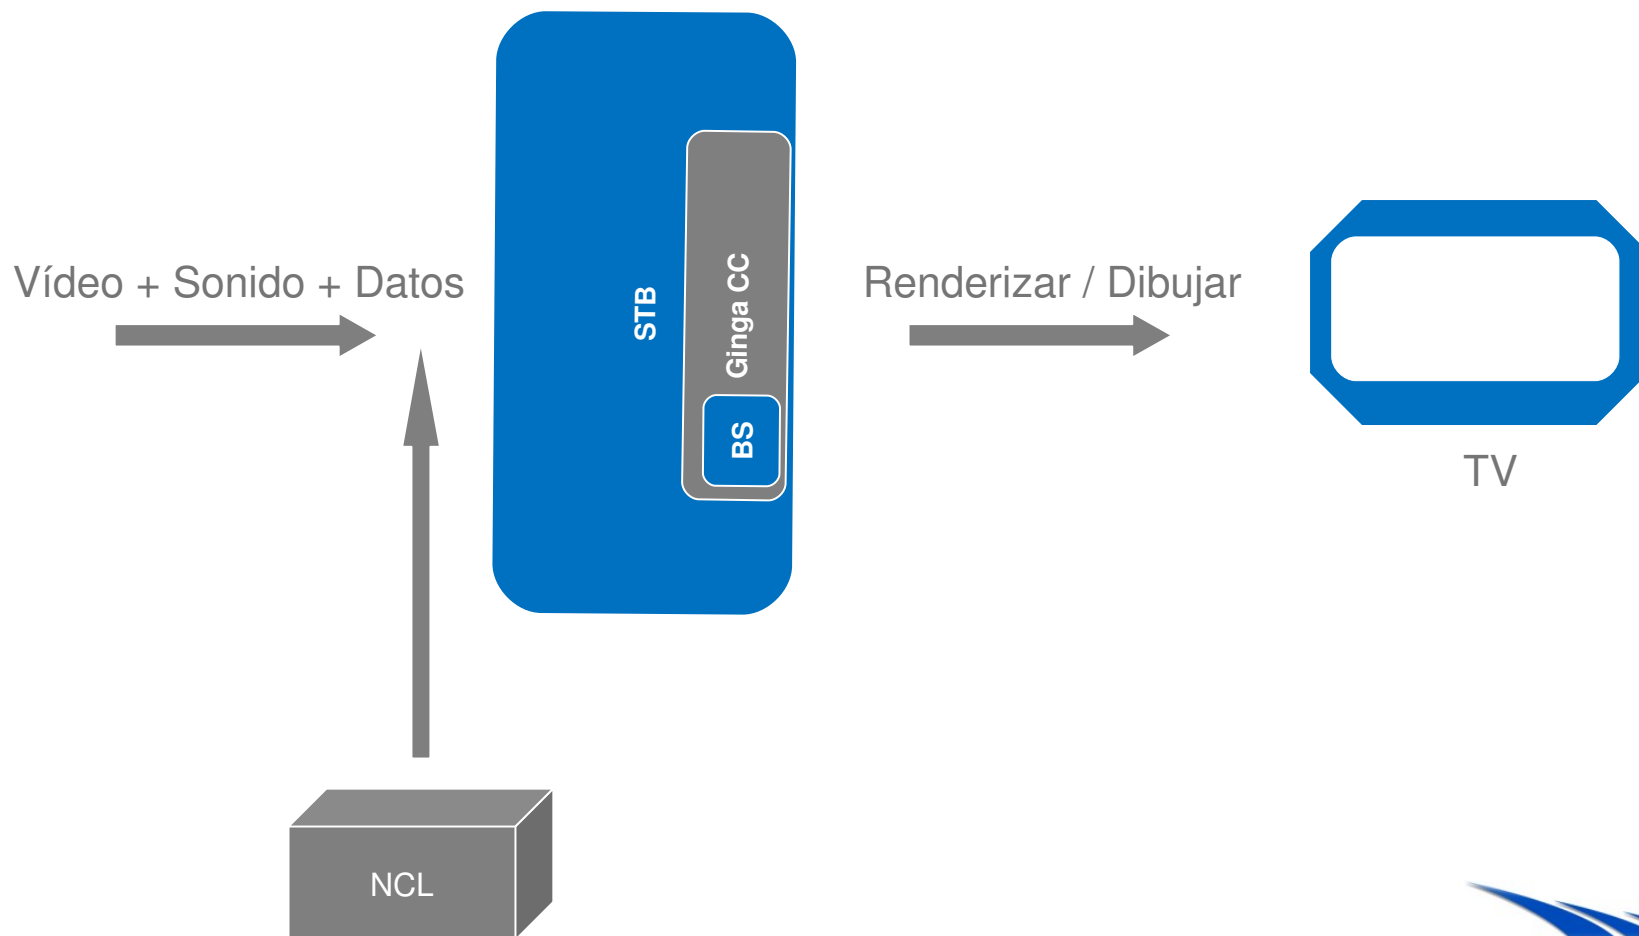 Vídeo + Sonido + Datos
STB
Ginga CC
BS
Renderizar / Dibujar
TV
NCL